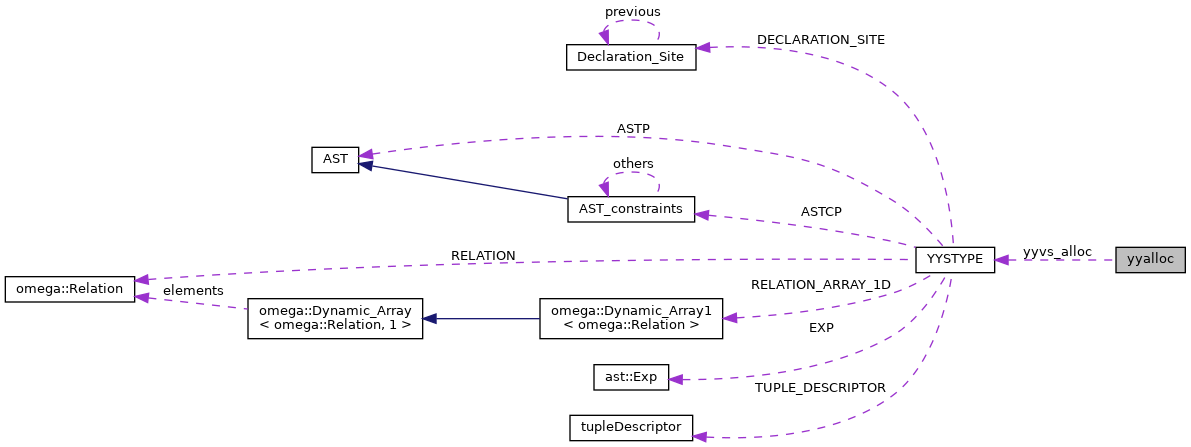 previous
DECLARATION_SITE
Declaration_Site
ASTP
AST
others
AST_constraints
ASTCP
yyvs_alloc
YYSTYPE
yyalloc
RELATION
omega::Relation
elements
RELATION_ARRAY_1D
omega::Dynamic_Array
< omega::Relation, 1 >
omega::Dynamic_Array1
< omega::Relation >
EXP
ast::Exp
TUPLE_DESCRIPTOR
tupleDescriptor